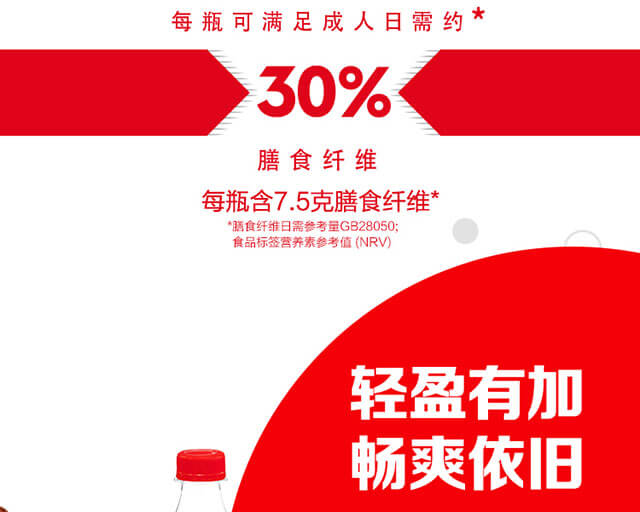 每瓶可满足成人日需约*
30%
膳食纤维
每瓶含7.5克膳食纤维*
*膳食纤维日需参考量GB28050;
食品标签营养素参考值 (NRV)
轻盈有加
畅爽依旧